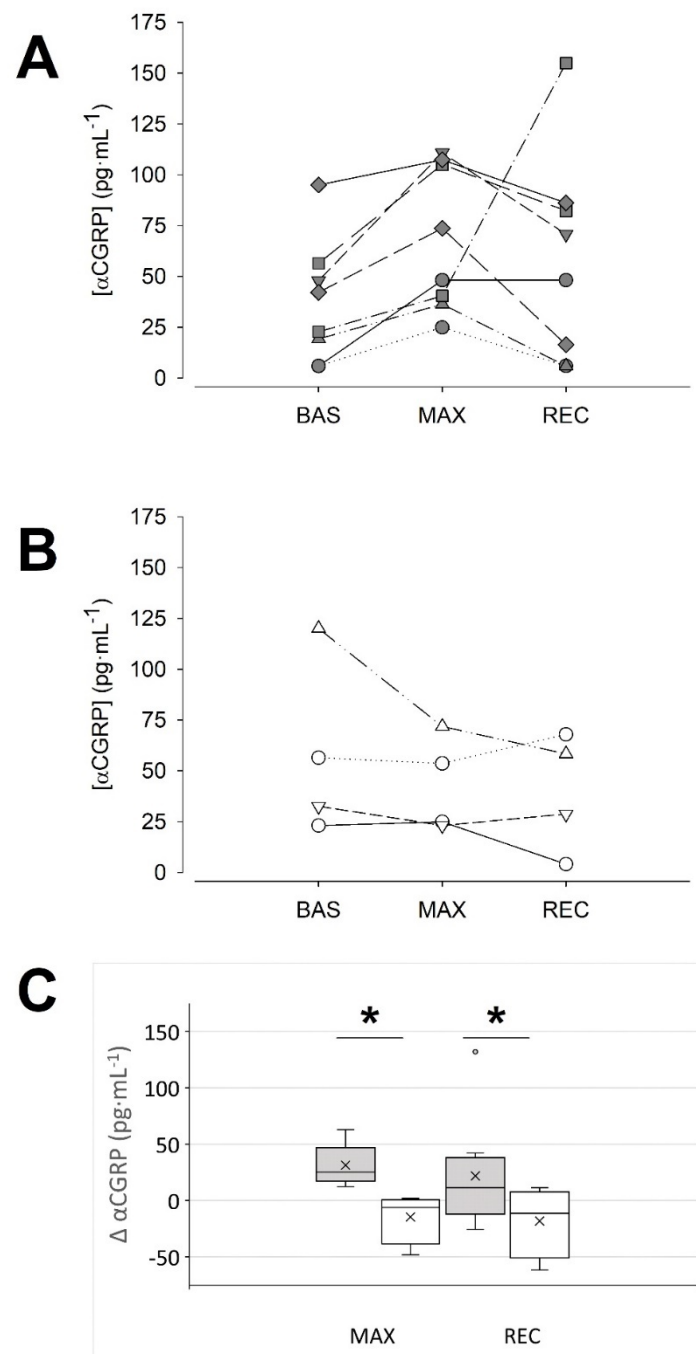 A
[αCGRP] (pg·mL⁻¹)
175
150
125
100
75
50
25
0
BAS MAX REC
B
[αCGRP] (pg·mL⁻¹)
175
150
125
100
75
50
25
0
BAS MAX REC
C
Δ αCGRP (pg·mL⁻¹)
* *
150
100
50
0
-50
MAX REC